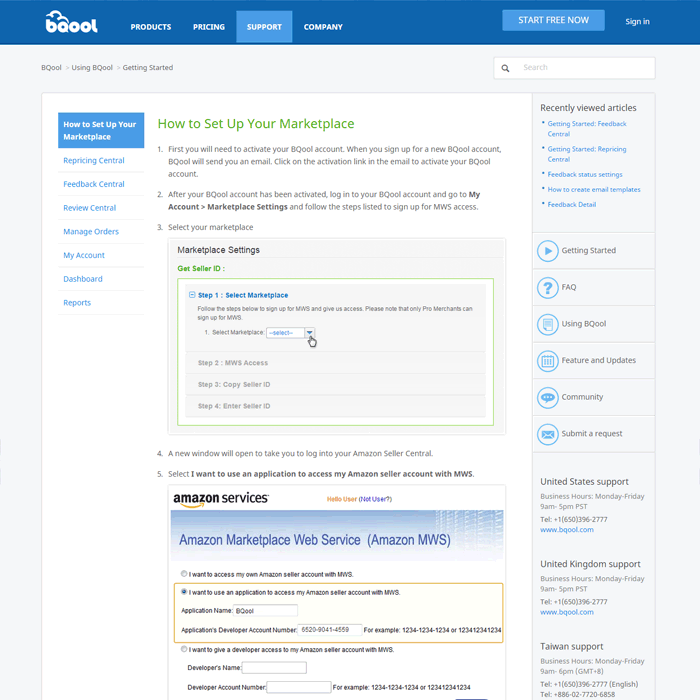 bQool
PRODUCTS
PRICING
SUPPORT
COMPANY
START FREE NOW
Sign in
BQool > Using BQool > Getting Started
Search
How to Set Up Your
Marketplace
Repricing Central
Feedback Central
Review Central
Manage Orders
My Account
Dashboard
Reports
How to Set Up Your Marketplace
1. First you will need to activate your BQool account. When you sign up for a new BQool account,
BQool will send you an email. Click on the activation link in the email to activate your BQool
account.
2. After your BQool account has been activated, log in to your BQool account and go to My
Account > Marketplace Settings and follow the steps listed to sign up for MWS access.
3. Select your marketplace
Marketplace Settings
Get Seller ID :
Step 1 : Select Marketplace
Follow the steps below to sign up for MWS and give us access. Please note that only Pro Merchants can
sign up for MWS.
1. Select Marketplace: --select--
Step 2 : MWS Access
Step 3: Copy Seller ID
Step 4: Enter Seller ID
4. A new window will open to take you to log into your Amazon Seller Central.
5. Select I want to use an application to access my Amazon seller account with MWS.
amazon services
Hello User (Not User?)
Amazon Marketplace Web Service (Amazon MWS)
I want to access my own Amazon seller account with MWS.
I want to use an application to access my Amazon seller account with MWS.
Application Name: BQool
Application's Developer Account Number: 6520-9041-4559 For example: 1234-1234-1234 or 123412341234
I want to give a developer access to my Amazon seller account with MWS.
Developer's Name:
Developer Account Number: For example: 1234-1234-1234 or 123412341234
Recently viewed articles
Getting Started: Feedback
Central
Getting Started: Repricing
Central
Feedback status settings
How to create email templates
Feedback Detail
Getting Started
FAQ
Using BQool
Feature and Updates
Community
Submit a request
United States support
Business Hours: Monday-Friday
9am- 5pm PST
Tel: +1(650)396-2777
www.bqool.com
United Kingdom support
Business Hours: Monday-Friday
9am- 5pm PST
Tel: +1(650)396-2777
www.bqool.com
Taiwan support
Business Hours: Monday-Friday
9am- 6pm (GMT+8)
Tel: +1(650)396-2777 (English)
Tel: +886-02-7720-6858